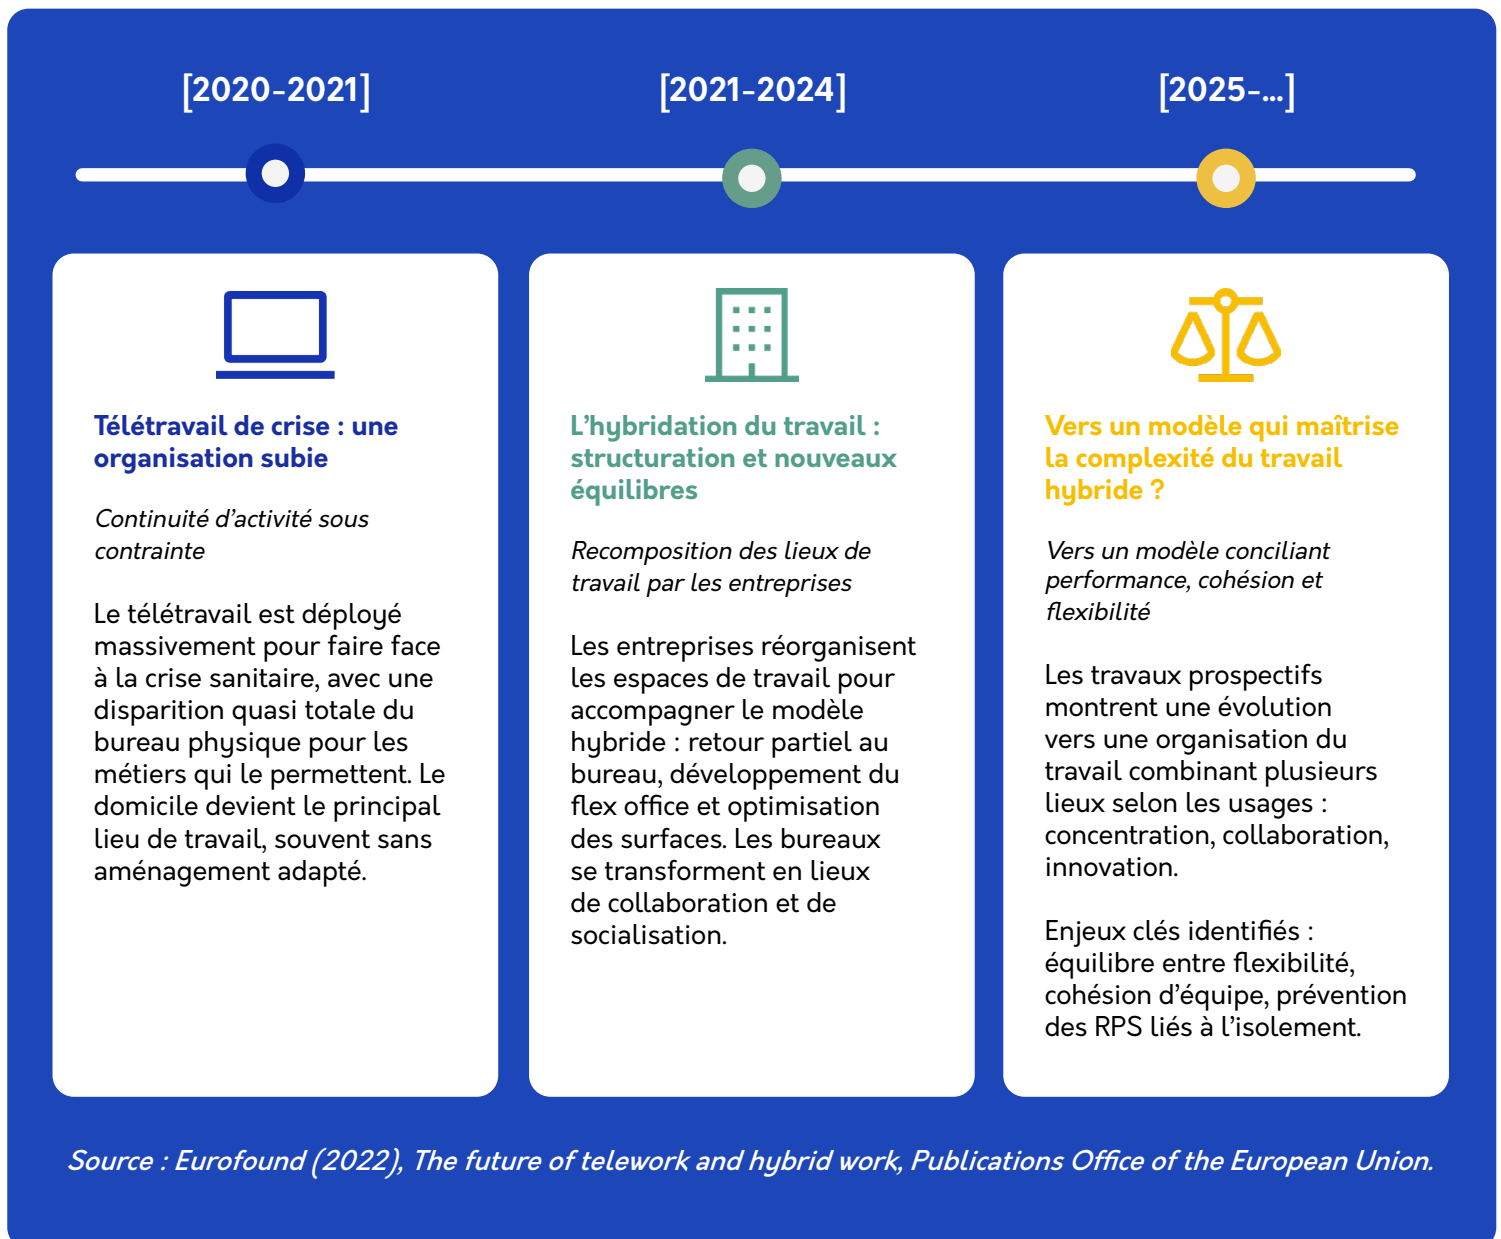 [2020-2021]
[2021-2024]
[2025-...]
Télétravail de crise : une
organisation subie
Continuité d’activité sous
contrainte
Le télétravail est déployé
massivement pour faire face
à la crise sanitaire, avec une
disparition quasi totale du
bureau physique pour les
métiers qui le permettent. Le
domicile devient le principal
lieu de travail, souvent sans
aménagement adapté.
L’hybridation du travail :
structuration et nouveaux
équilibres
Recomposition des lieux de
travail par les entreprises
Les entreprises réorganisent
les espaces de travail pour
accompagner le modèle
hybride : retour partiel au
bureau, développement du
flex office et optimisation
des surfaces. Les bureaux
se transforment en lieux
de collaboration et de
socialisation.
Vers un modèle qui maîtrise
la complexité du travail
hybride ?
Vers un modèle conciliant
performance, cohésion et
flexibilité
Les travaux prospectifs
montrent une évolution
vers une organisation du
travail combinant plusieurs
lieux selon les usages :
concentration, collaboration,
innovation.
Enjeux clés identifiés :
équilibre entre flexibilité,
cohésion d’équipe, prévention
des RPS liés à l’isolement.
Source : Eurofound (2022), The future of telework and hybrid work, Publications Office of the European Union.